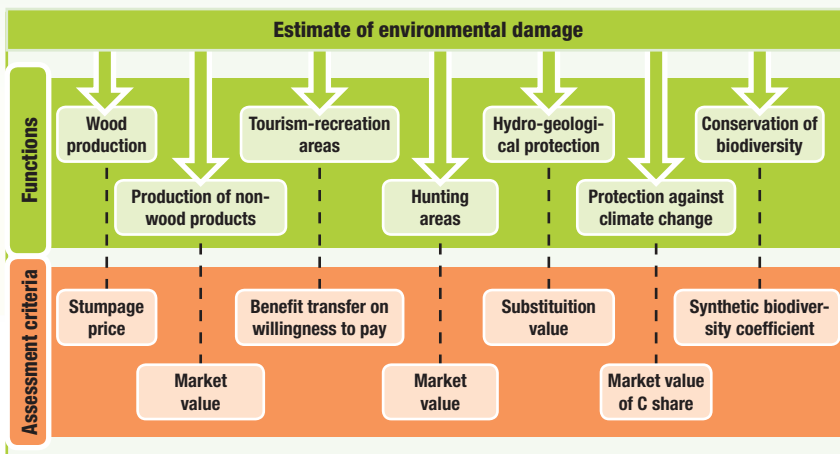 Estimate of environmental damage
Functions
Wood
production
Tourism-recreation
areas
Hydro-geologi-
cal protection
Conservation of
biodiversity
Production of non-
wood products
Hunting
areas
Protection against
climate change
Assessment criteria
Stumpage
price
Benefit transfer on
willingness to pay
Substituition
value
Synthetic biodiver-
sity coefficient
Market
value
Market
value
Market value
of C share